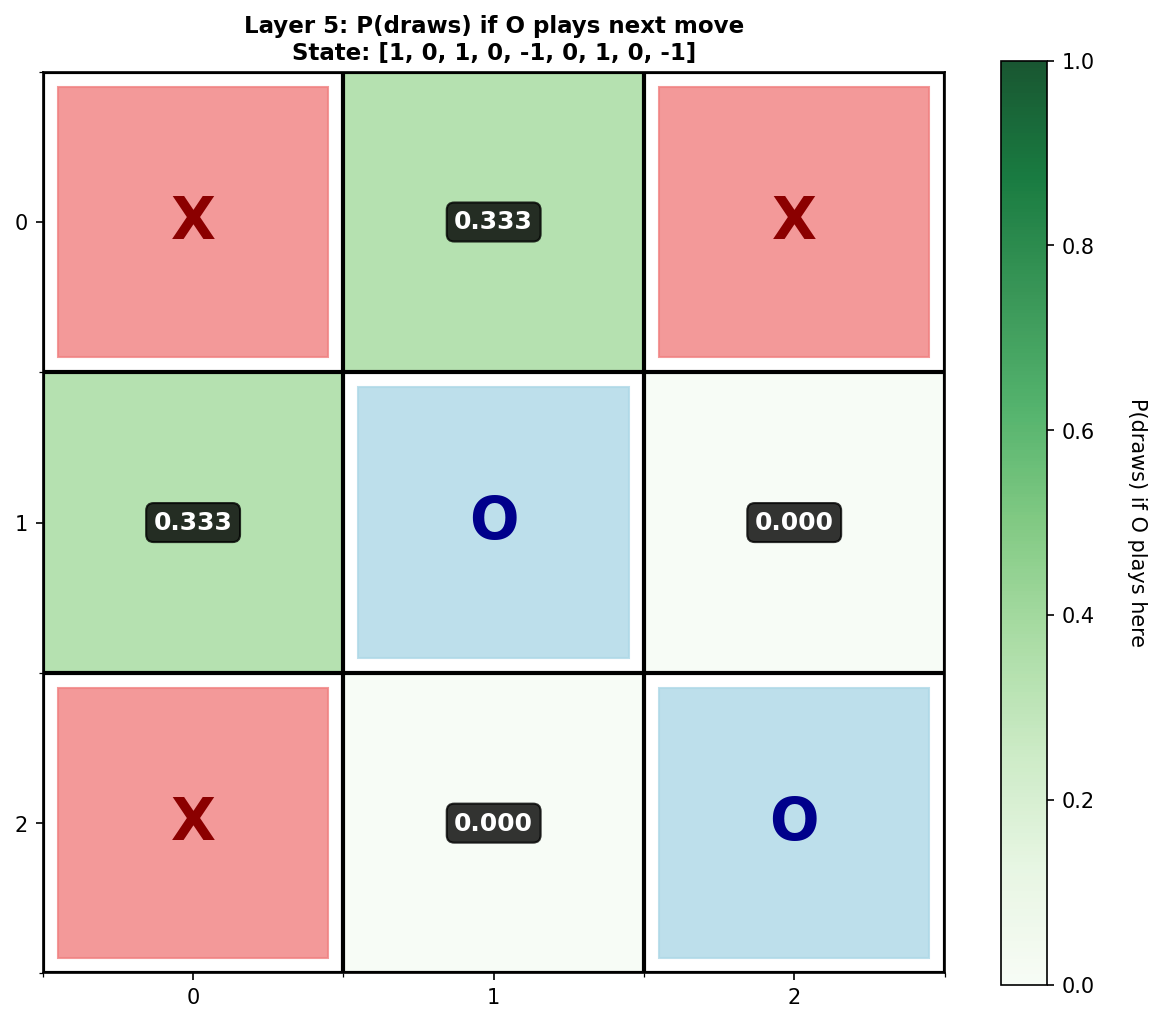 Layer 5: P(draws) if O plays next move
State: [1, 0, 1, 0, -1, 0, 1, 0, -1]
X
0.333
X
0.333
O
0.000
X
0.000
O
0
1
2
0
1
2
1.0
0.8
0.6
0.4
0.2
0.0
P(draws) if O plays here